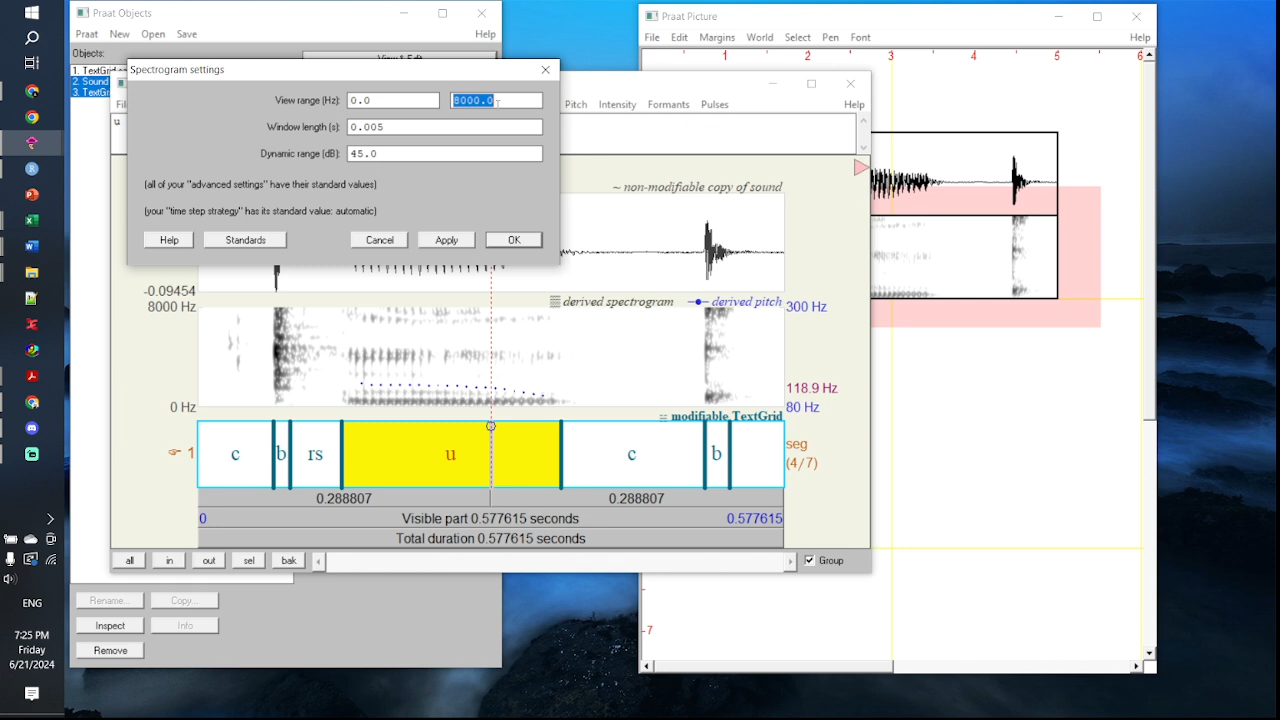 Praat Objects
Praat New Open Save Help
Objects:
1. TextGrid
2. Sound
3. TextGri
Spectrogram settings
View range (Hz): 0.0 8000.0
Window length (s): 0.005
Dynamic range (dB): 45.0
(all of your "advanced settings" have their standard values)
(your "time step strategy" has its standard value: automatic)
Help Standards Cancel Apply OK
Pitch Intensity Formants Pulses Help
u
~ non-modifiable copy of sound
-0.09454
8000 Hz
derived spectrogram derived pitch
300 Hz
118.9 Hz
0 Hz
80 Hz
modifiable TextGrid
1 c b rs u c b
seg
(4/7)
0.288807 0.288807
0 Visible part 0.577615 seconds 0.577615
Total duration 0.577615 seconds
all in out sel bak Group
Rename... Copy...
Inspect Info
Remove
Praat Picture
File Edit Margins World Select Pen Font Help
1 2 3 4 5 6
7
ENG
7:25 PM
Friday
6/21/2024